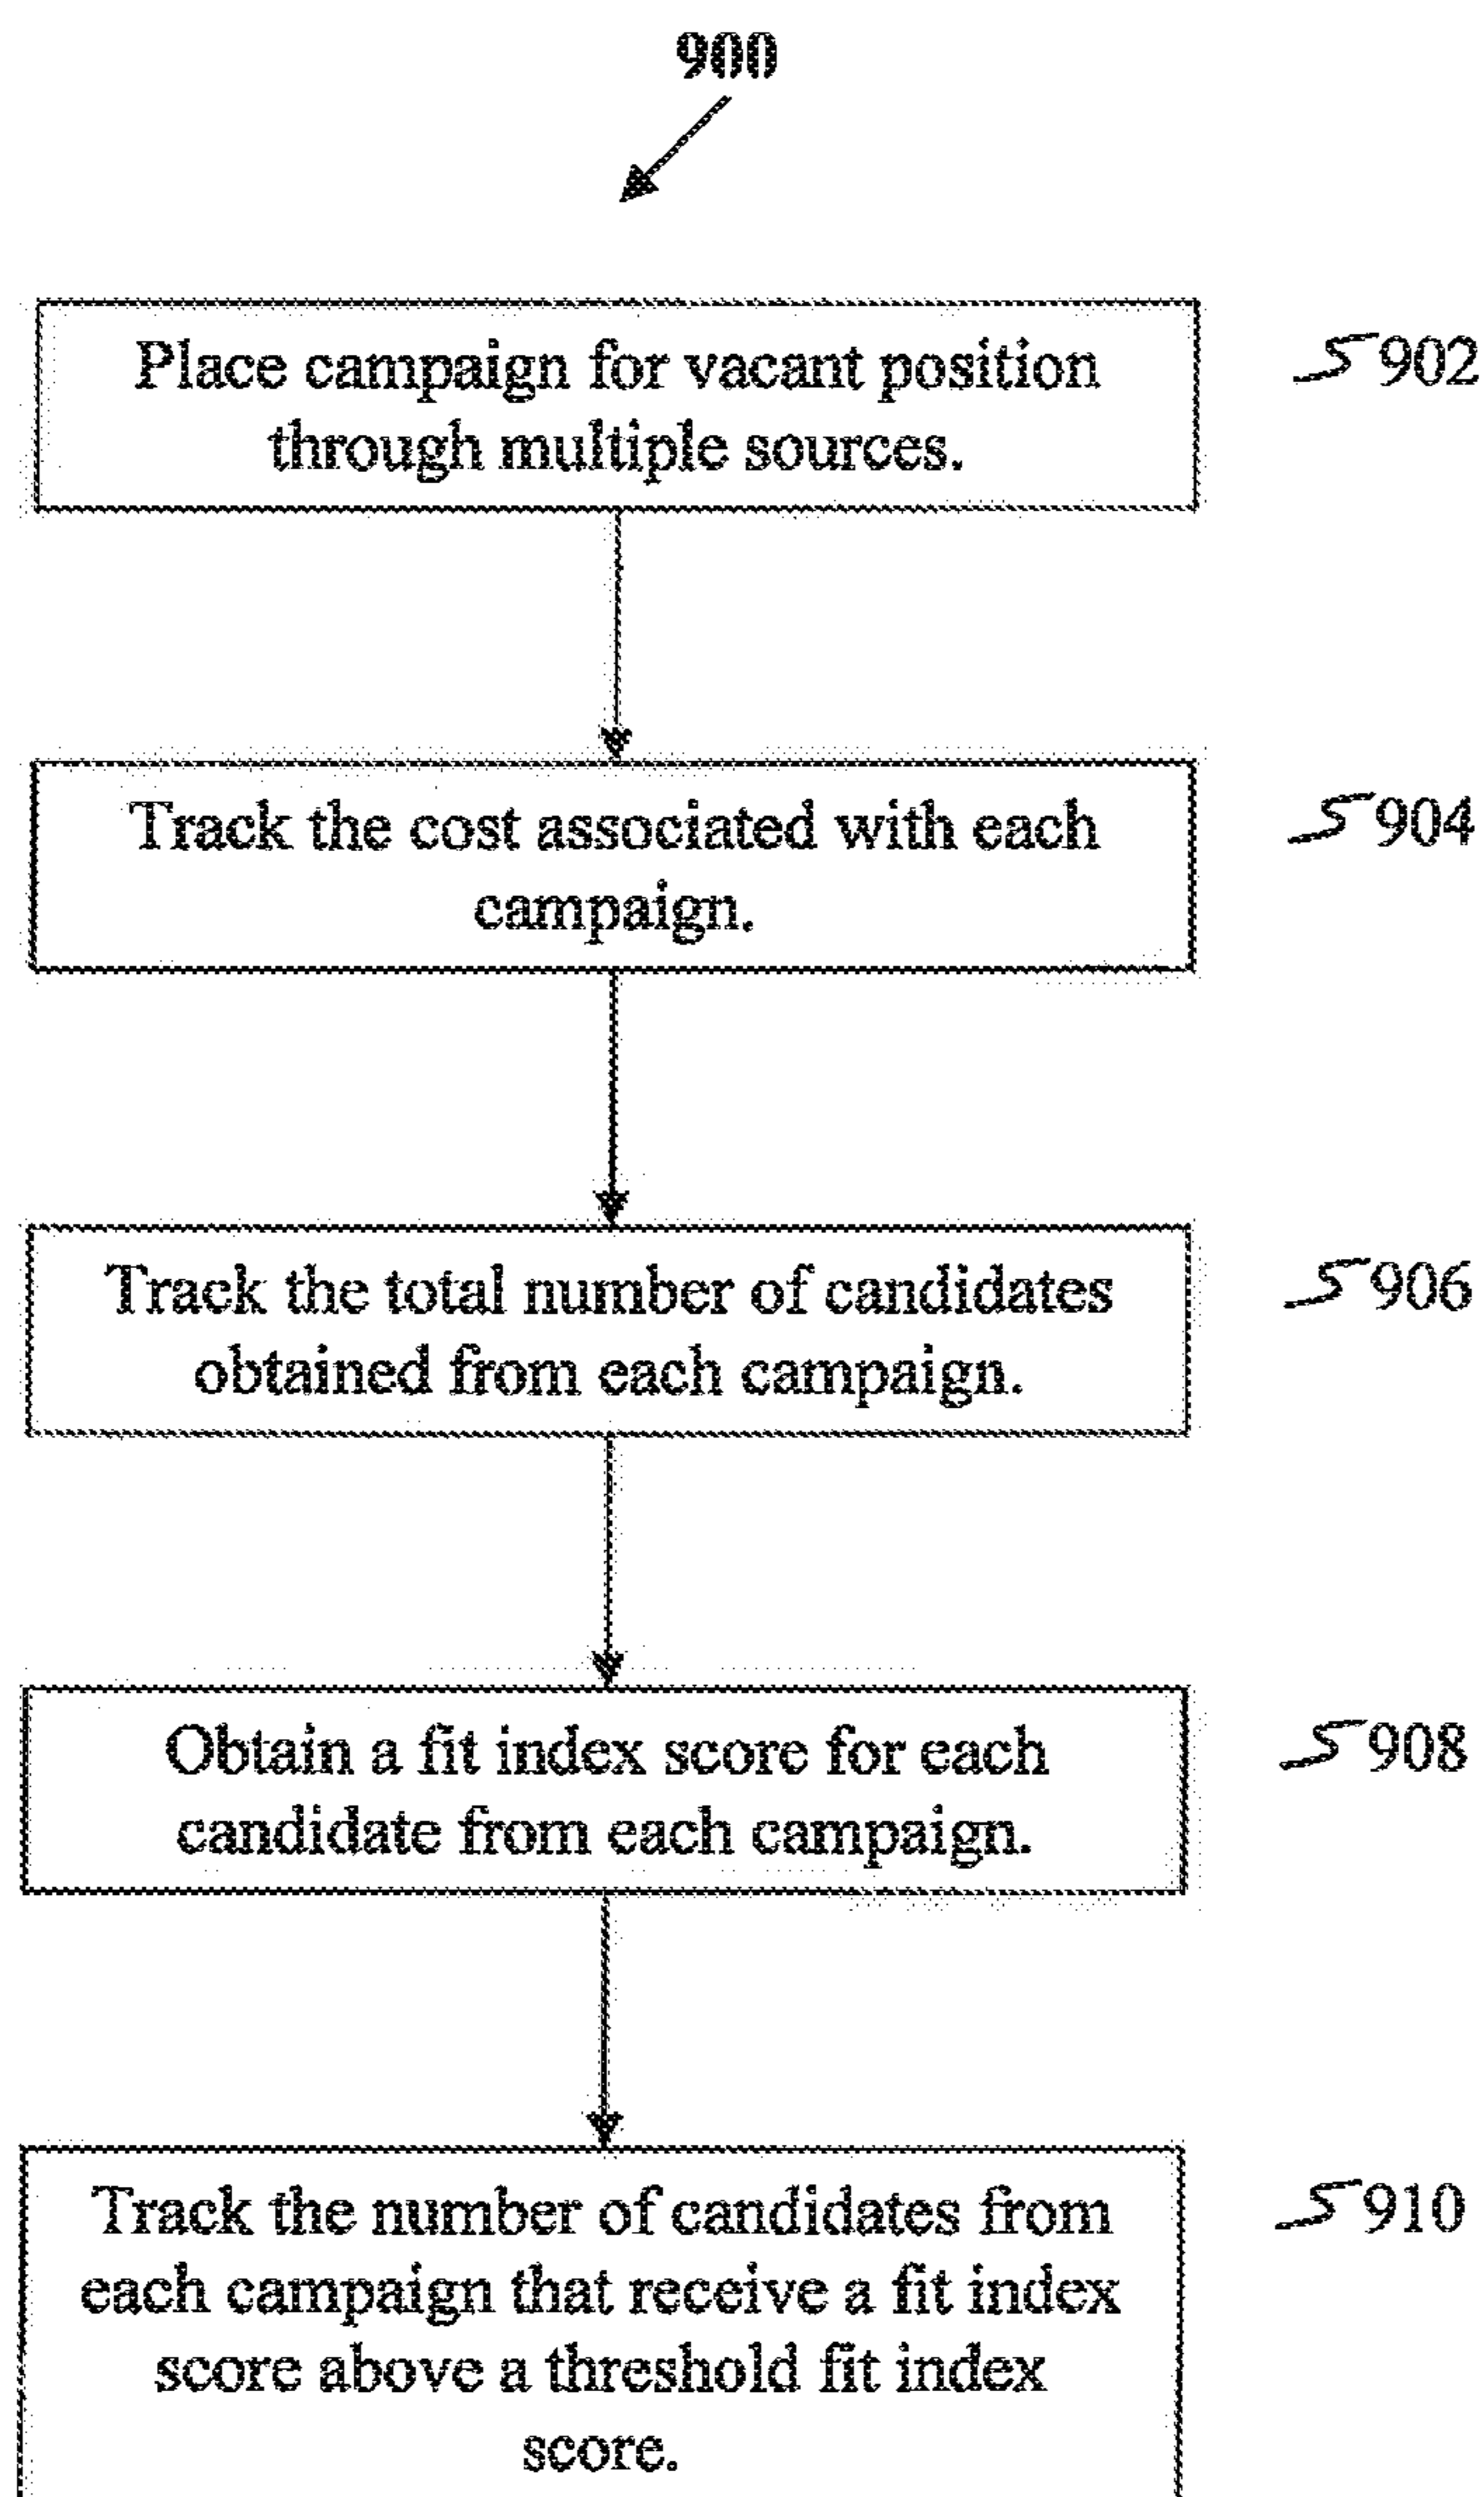 900
Place campaign for vacant position
through multiple sources.
902
Track the cost associated with each
campaign.
904
Track the total number of candidates
obtained from each campaign.
906
Obtain a fit index score for each
candidate from each campaign.
908
Track the number of candidates from
each campaign that receive a fit index
score above a threshold fit index
score.
910